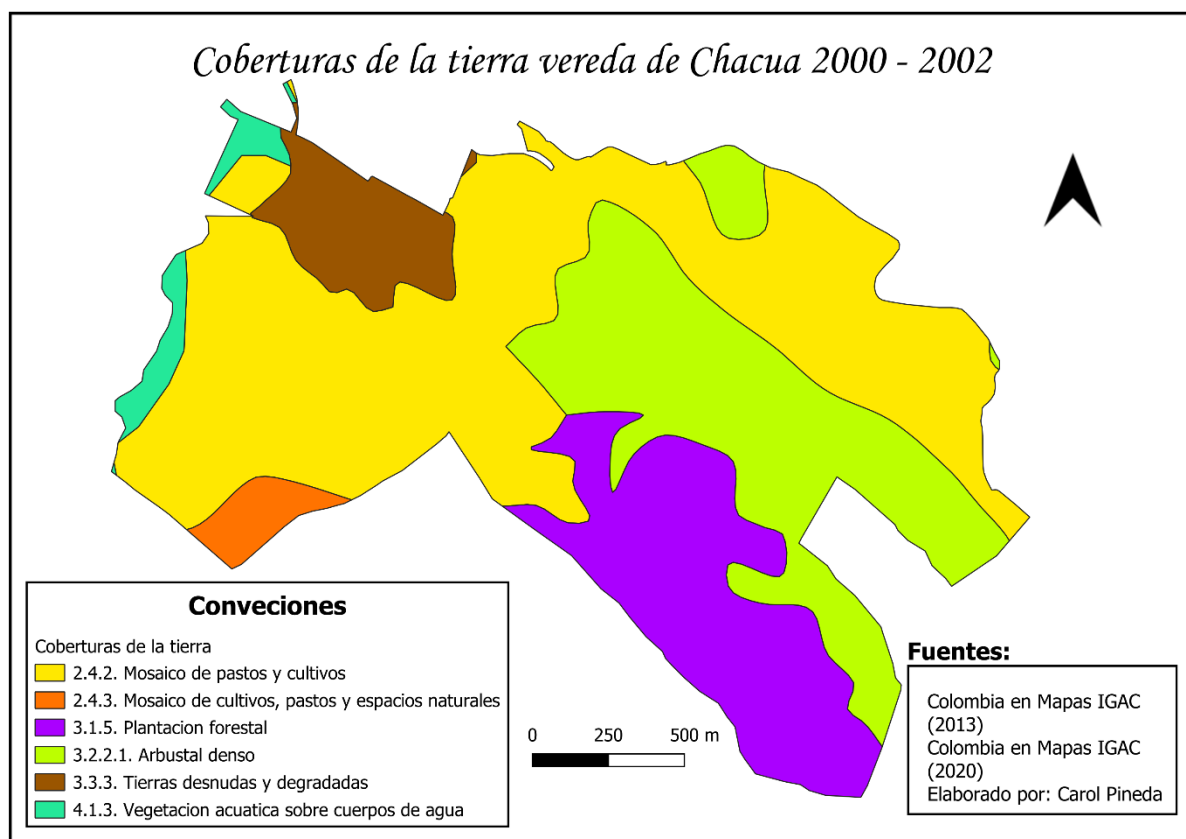 Coberturas de la tierra vereda de Chacua 2000 - 2002
Conveciones
Coberturas de la tierra
2.4.2. Mosaico de pastos y cultivos
2.4.3. Mosaico de cultivos, pastos y espacios naturales
3.1.5. Plantacion forestal
3.2.2.1. Arbustal denso
3.3.3. Tierras desnudas y degradadas
4.1.3. Vegetacion acuatica sobre cuerpos de agua
0 250 500 m
Fuentes:
Colombia en Mapas IGAC
(2013)
Colombia en Mapas IGAC
(2020)
Elaborado por: Carol Pineda